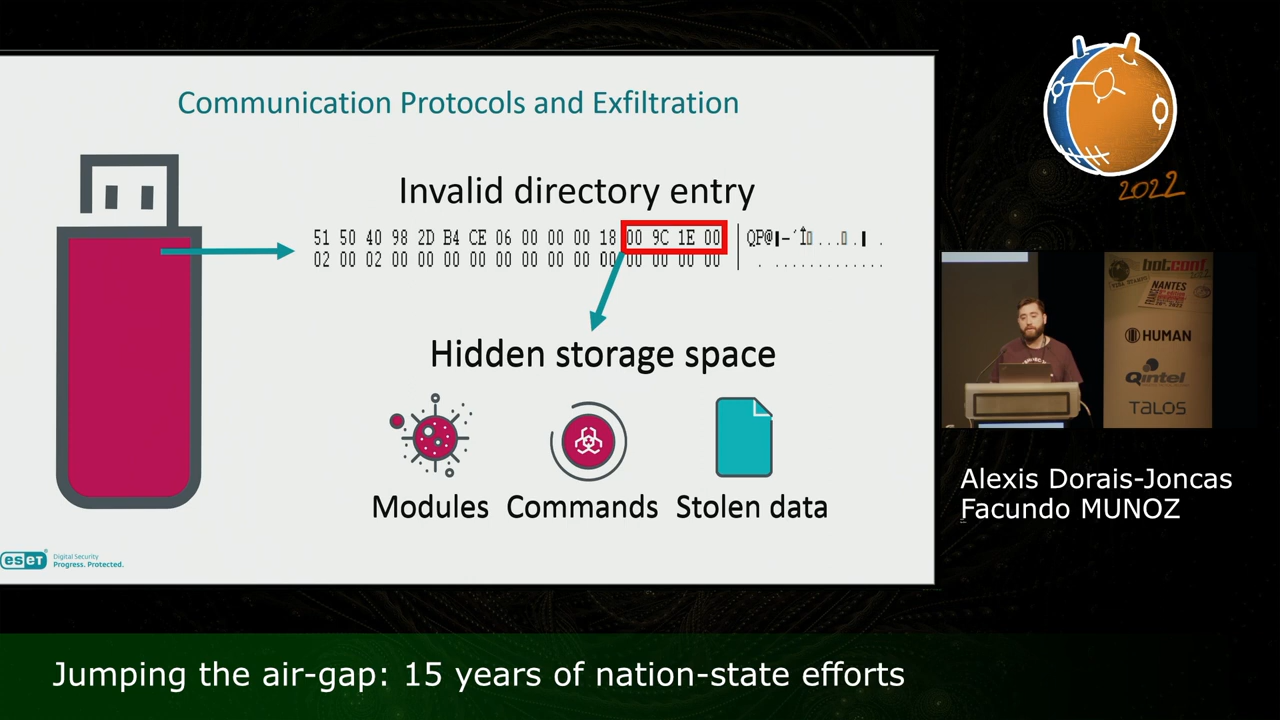 Communication Protocols and Exfiltration
Invalid directory entry
51 50 40 98 2D B4 CE 06 00 00 00 18 00 9C 1E 00
02 00 02 00 00 00 00 00 00 00 00 00 00 00 00 00
Hidden storage space
Modules Commands Stolen data
eset Digital Security
Progress. Protected.
2022
botconf
NANTES
HUMAN
Qintel
TALOS
Alexis Dorais-Joncas
Facundo MUNOZ
Jumping the air-gap: 15 years of nation-state efforts